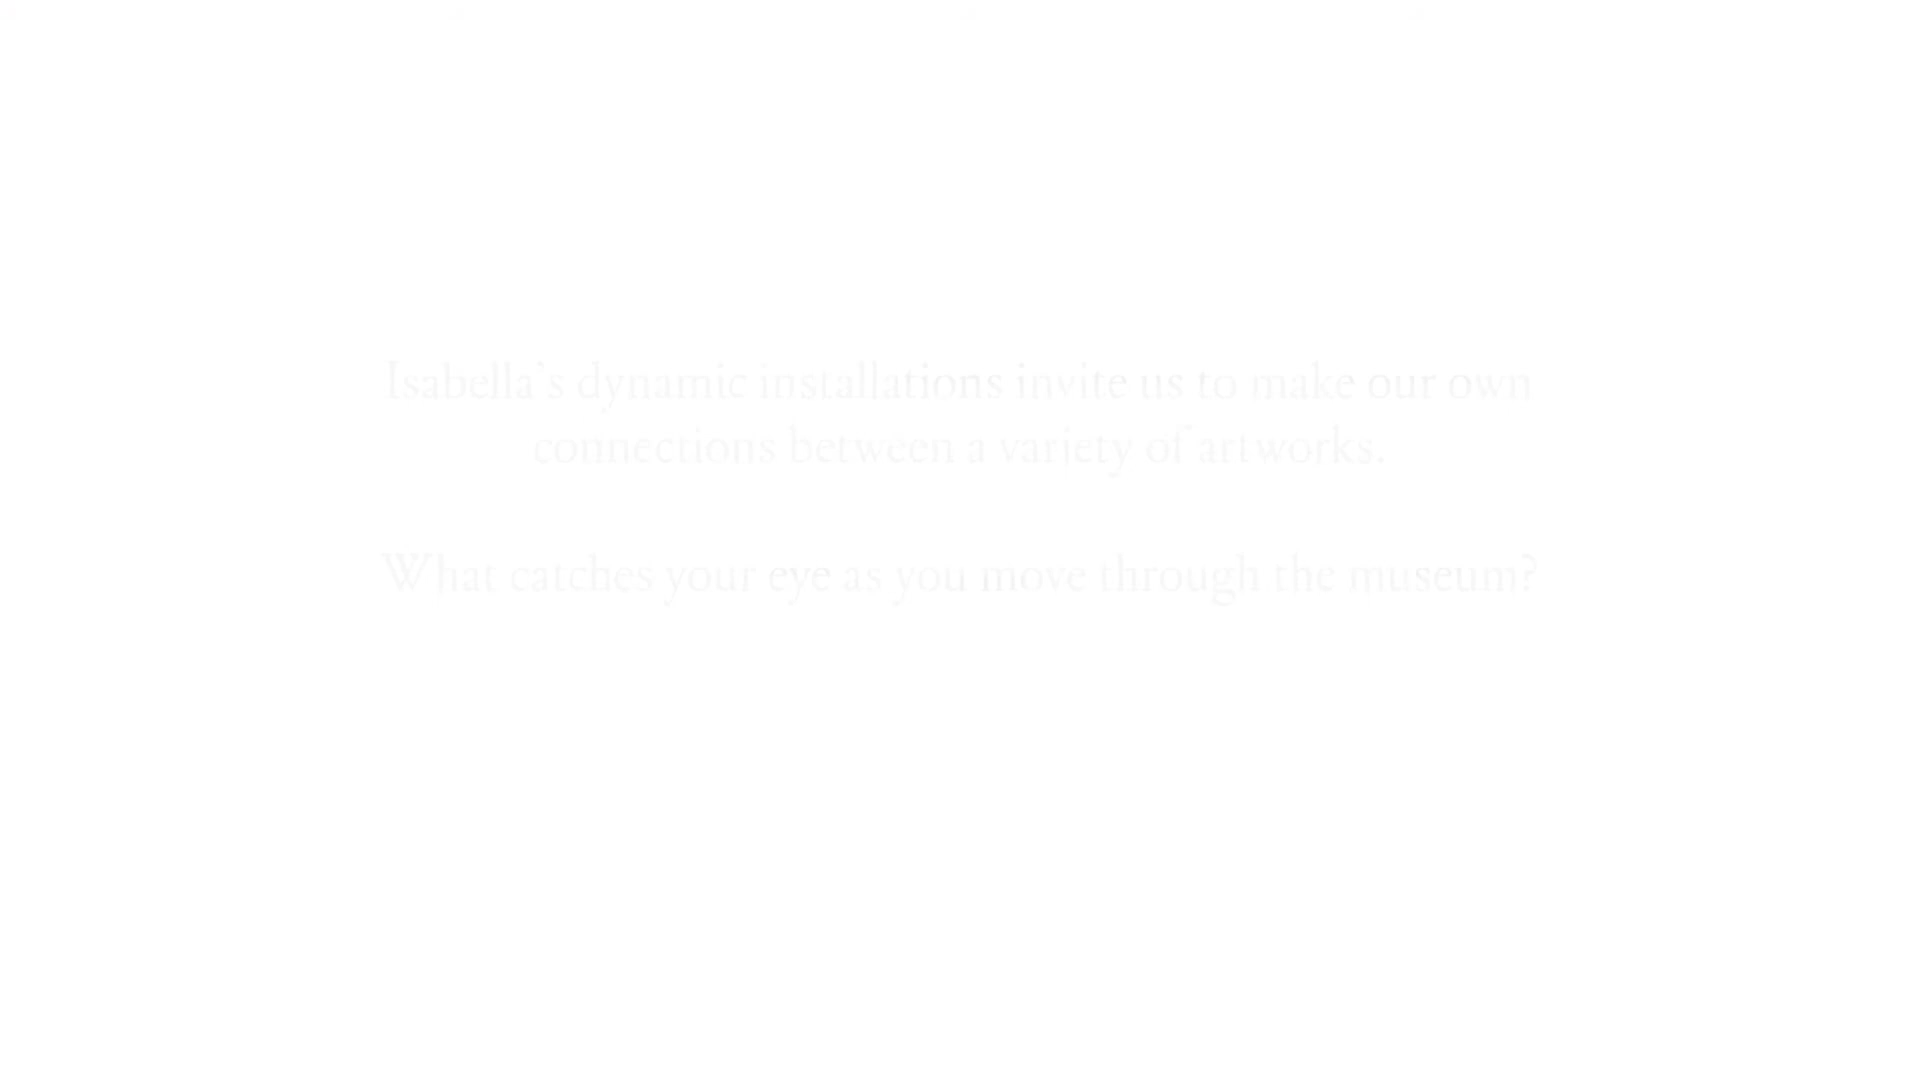 Isabella's dynamic installations invite us to make our own
connections between a variety of artworks.
What catches your eye as you move through the museum?